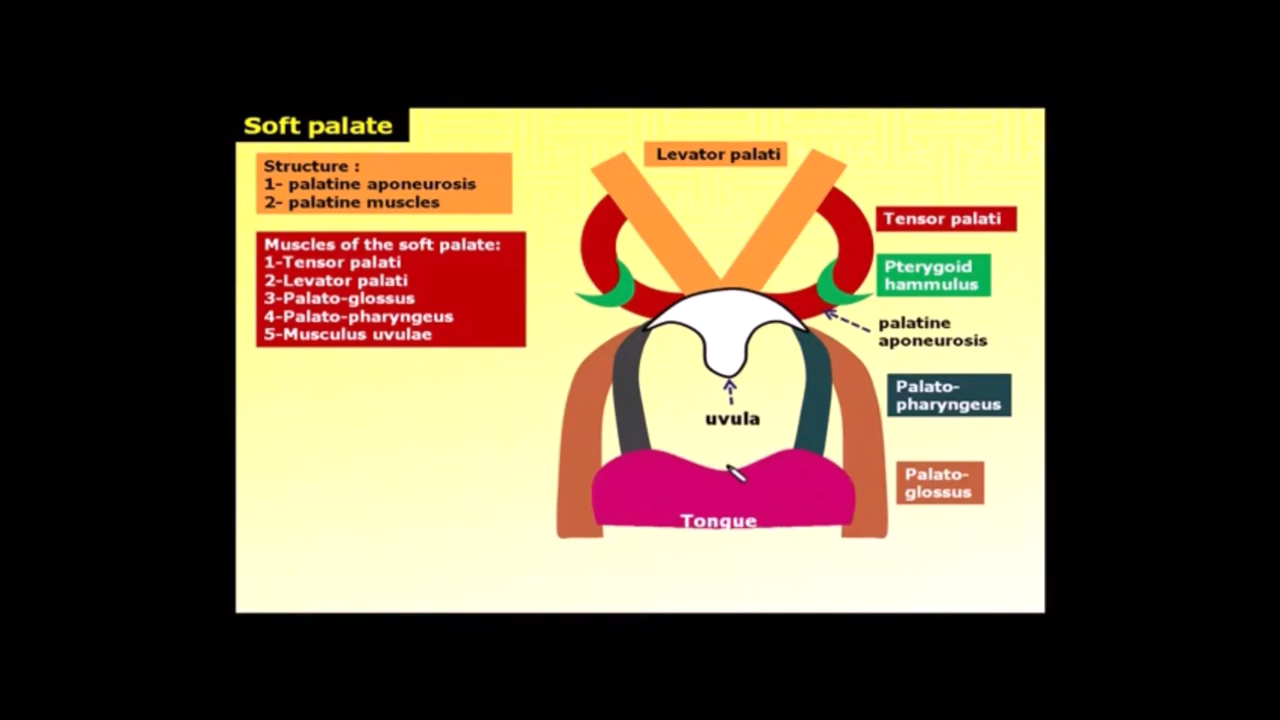 Soft palate
Structure :
1- palatine aponeurosis
2- palatine muscles
Muscles of the soft palate:
1-Tensor palati
2-Levator palati
3-Palato-glossus
4-Palato-pharyngeus
5-Musculus uvulae
Levator palati
Tensor palati
Pterygoid
hammulus
palatine
aponeurosis
Palato-
pharyngeus
uvula
Palato-
glossus
Tongue